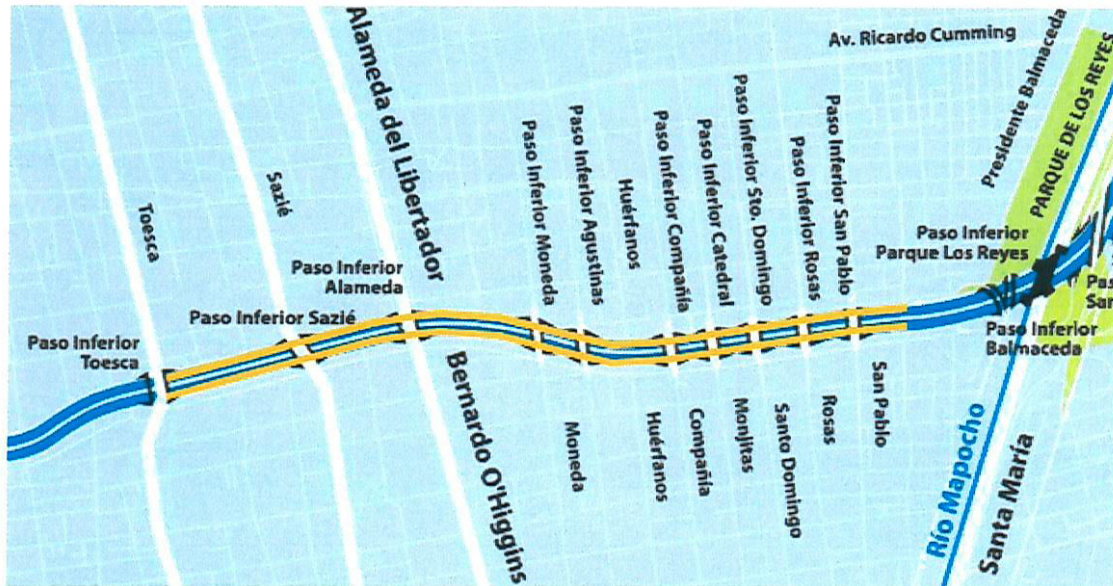 Alameda del Libertador
Bernardo O'Higgins
Av. Ricardo Cumming
Presidente Balmaceda
PARQUE DE LOS REYES
Toesca
Sazié
Paso Inferior
Toesca
Paso Inferior Sazié
Paso Inferior
Alameda
Paso Inferior Moneda
Paso Inferior Agustinas
Huérfanos
Paso Inferior Compañía
Paso Inferior Catedral
Paso Inferior Sto. Domingo
Paso Inferior Rosas
Paso Inferior San Pablo
Paso Inferior
Parque Los Reyes
Pas
Sar
Paso Inferior
Balmaceda
Moneda
Huérfanos
Compañía
Monjitas
Santo Domingo
Rosas
San Pablo
Río Mapocho
Santa María